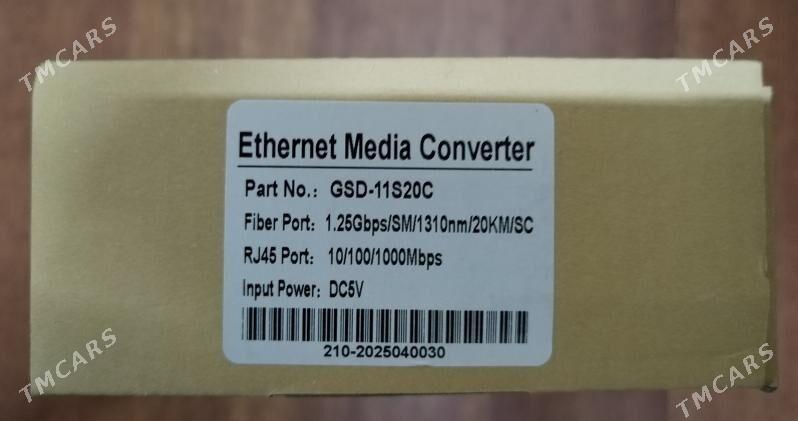 TMCARS
TMCARS
Ethernet Media Converter
Part No.: GSD-11S20C
Fiber Port: 1.25Gbps/SM/1310nm/20KM/SC
RJ45 Port: 10/100/1000Mbps
Input Power: DC5V
210-2025040030
TMCARS
TMCARS